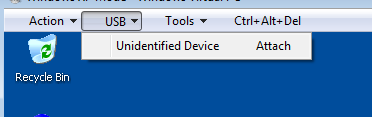 Action USB Tools Ctrl+Alt+Del
Unidentified Device Attach
Recycle Bin